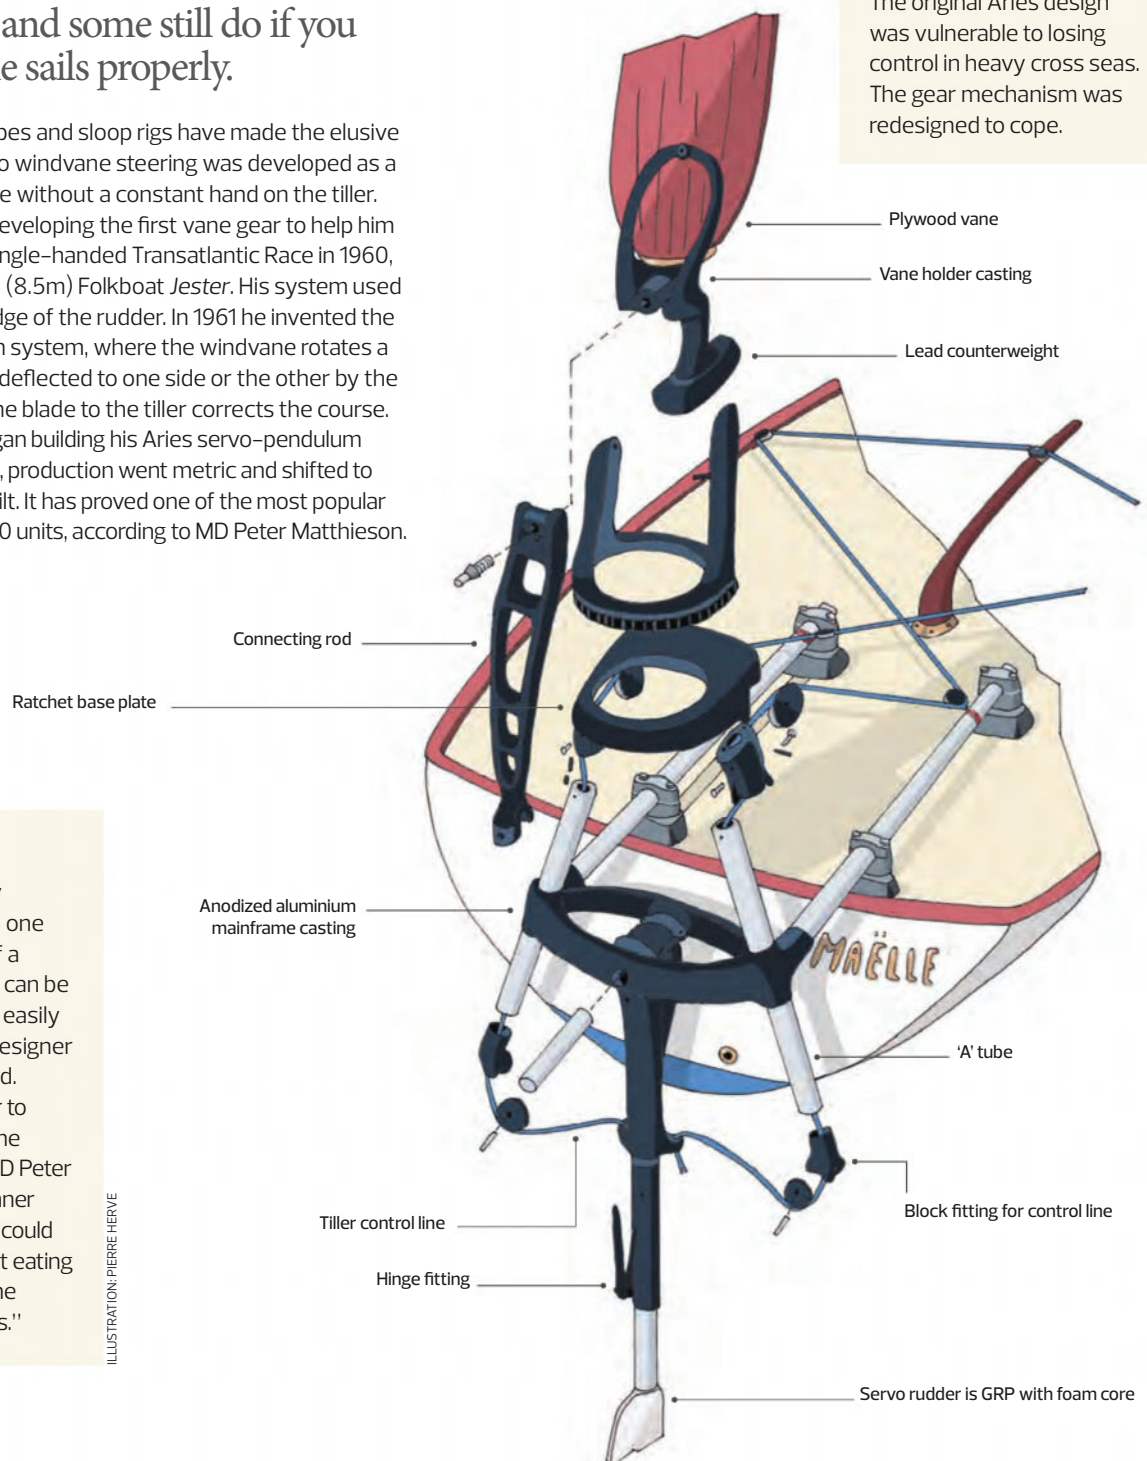 and some still do if you
e sails properly.
pes and sloop rigs have made the elusive
o windvane steering was developed as a
e without a constant hand on the tiller.
eveloping the first vane gear to help him
ngle-handed Transatlantic Race in 1960,
(8.5m) Folkboat Jester. His system used
dge of the rudder. In 1961 he invented the
n system, where the windvane rotates a
deflected to one side or the other by the
ne blade to the tiller corrects the course.
gan building his Aries servo-pendulum
, production went metric and shifted to
ilt. It has proved one of the most popular
0 units, according to MD Peter Matthieson.
The original Aries design
was vulnerable to losing
control in heavy cross seas.
The gear mechanism was
redesigned to cope.
Plywood vane
Vane holder casting
Lead counterweight
Connecting rod
Ratchet base plate
Anodized aluminium
mainframe casting
MAËLLE
'A' tube
Tiller control line
Block fitting for control line
Hinge fitting
Servo rudder is GRP with foam core
one
f a
can be
easily
esigner
d.
r to
ne
D Peter
nner
could
t eating
ne
s.”
ILLUSTRATION: PIERRE HERVE